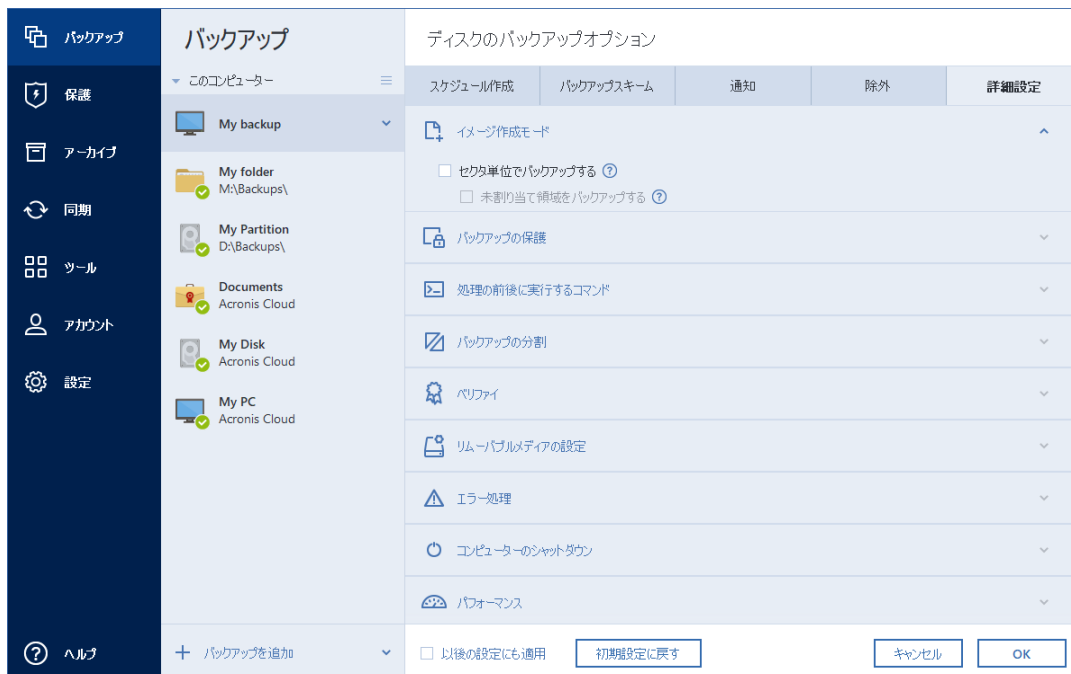 バックアップ
保護
アーカイブ
同期
ツール
アカウント
設定
ヘルプ
バックアップ
このコンピューター
My backup
My folder
M:\Backups\
My Partition
D:\Backups\
Documents
Acronis Cloud
My Disk
Acronis Cloud
My PC
Acronis Cloud
バックアップを追加
ディスクのバックアップオプション
スケジュール作成
バックアップスキーム
通知
除外
詳細設定
イメージ作成モード
セクタ単位でバックアップする ?
未割り当て領域をバックアップする ?
バックアップの保護
処理の前後に実行するコマンド
バックアップの分割
ベリファイ
リムーバブルメディアの設定
エラー処理
コンピューターのシャットダウン
パフォーマンス
以後の設定にも適用
初期設定に戻す
キャンセル
OK